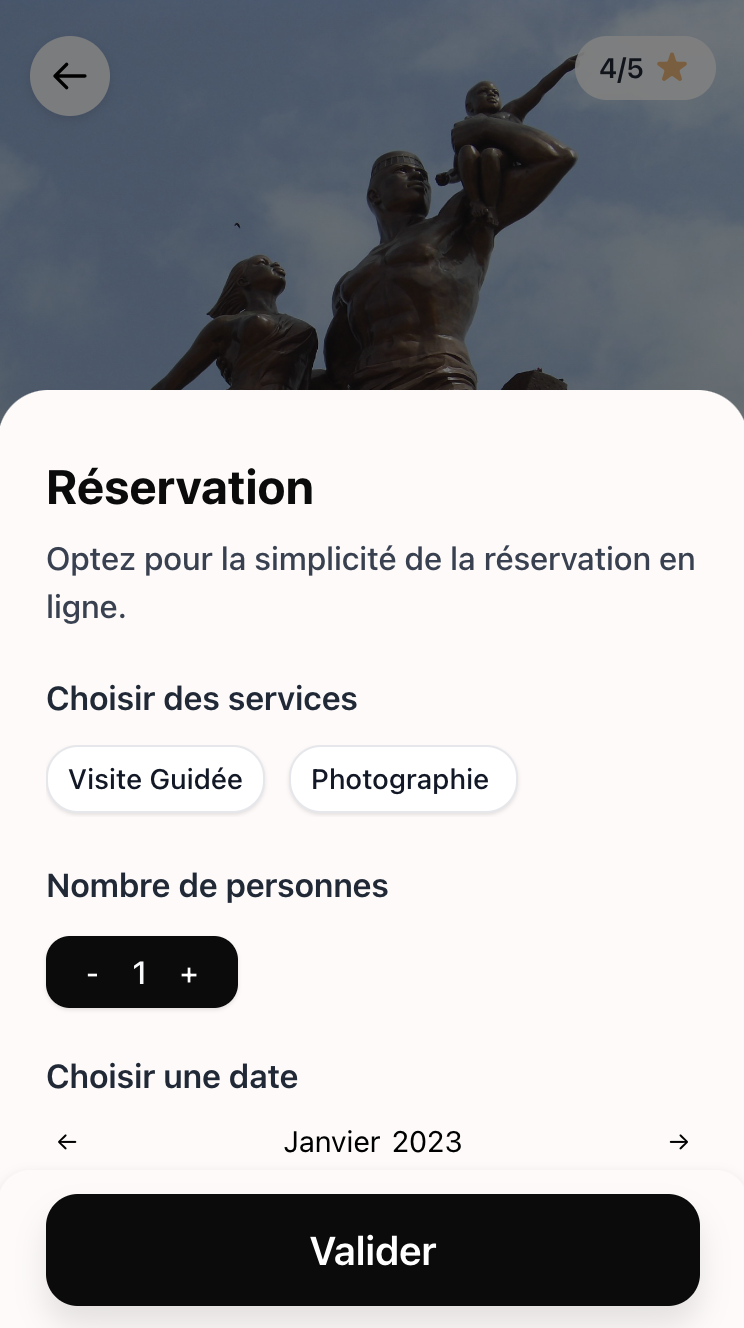 4/5
Réservation
Optez pour la simplicité de la réservation en
ligne.
Choisir des services
Visite Guidée Photographie
Nombre de personnes
- 1 +
Choisir une date
Janvier 2023
Valider